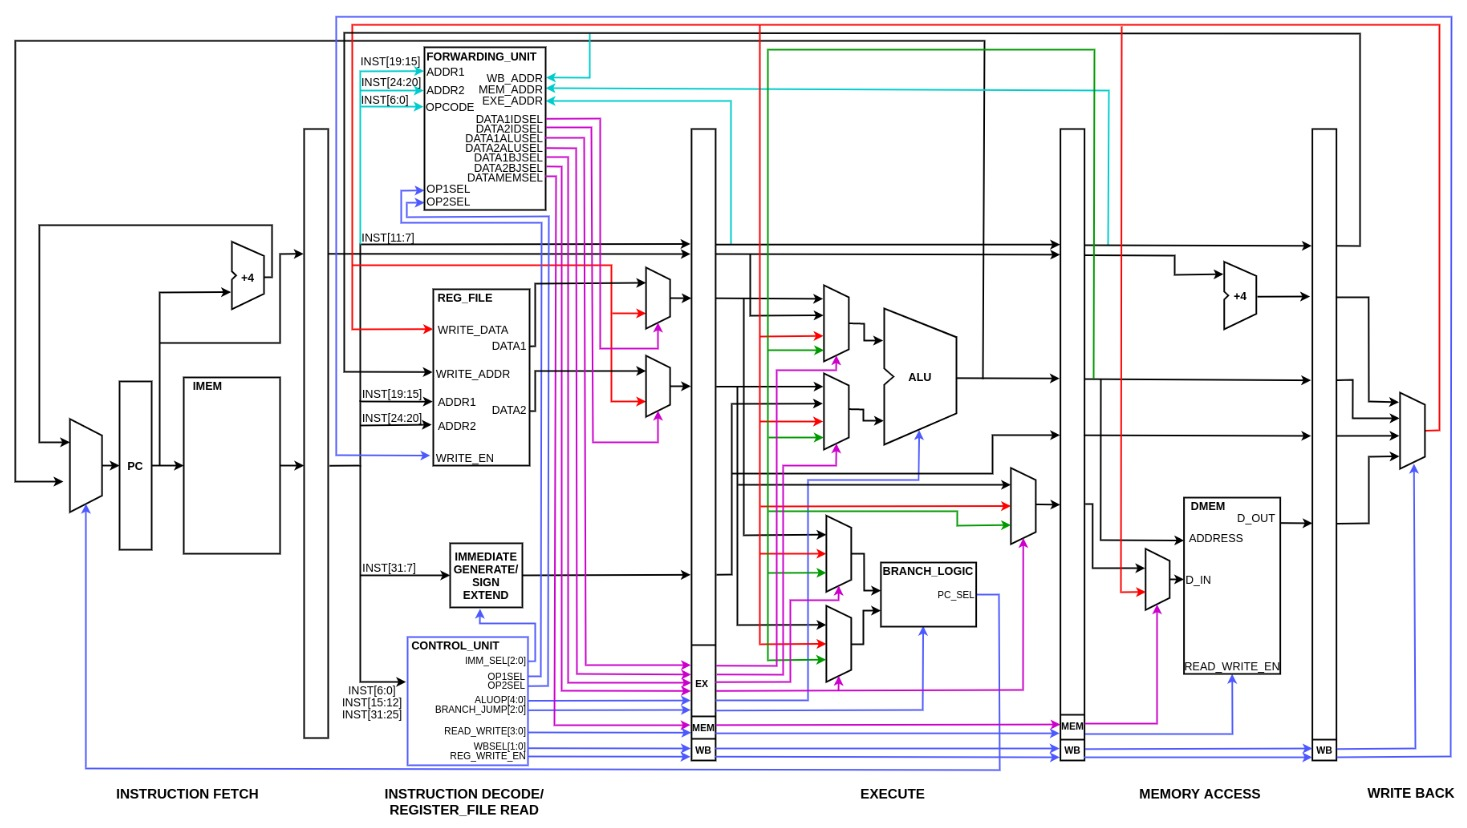 FORWARDING_UNIT
INST[19:15]
ADDR1
WB_ADDR
INST[24:20]
ADDR2
MEM_ADDR
INST[6:0]
OPCODE
EXE_ADDR
DATA1IDSEL
DATA2IDSEL
DATA1ALUSEL
DATA2ALUSEL
DATA1BJSEL
DATA2BJSEL
DATAMEMSEL
OP1SEL
OP2SEL
INST[11:7]
+4
REG_FILE
WRITE_DATA
DATA1
WRITE_ADDR
INST[19:15]
ADDR1
DATA2
INST[24:20]
ADDR2
WRITE_EN
IMEM
PC
ALU
+4
DMEM
D_OUT
ADDRESS
D_IN
READ_WRITE_EN
IMMEDIATE
GENERATE/
SIGN
EXTEND
INST[31:7]
BRANCH_LOGIC
PC_SEL
CONTROL_UNIT
IMM_SEL[2:0]
OP1SEL
OP2SEL
ALUOP[4:0]
BRANCH_JUMP[2:0]
READ_WRITE[3:0]
WBSEL[1:0]
REG_WRITE_EN
INST[6:0]
INST[15:12]
INST[31:25]
EX
MEM
WB
MEM
WB
WB
INSTRUCTION FETCH
INSTRUCTION DECODE/
REGISTER_FILE READ
EXECUTE
MEMORY ACCESS
WRITE BACK